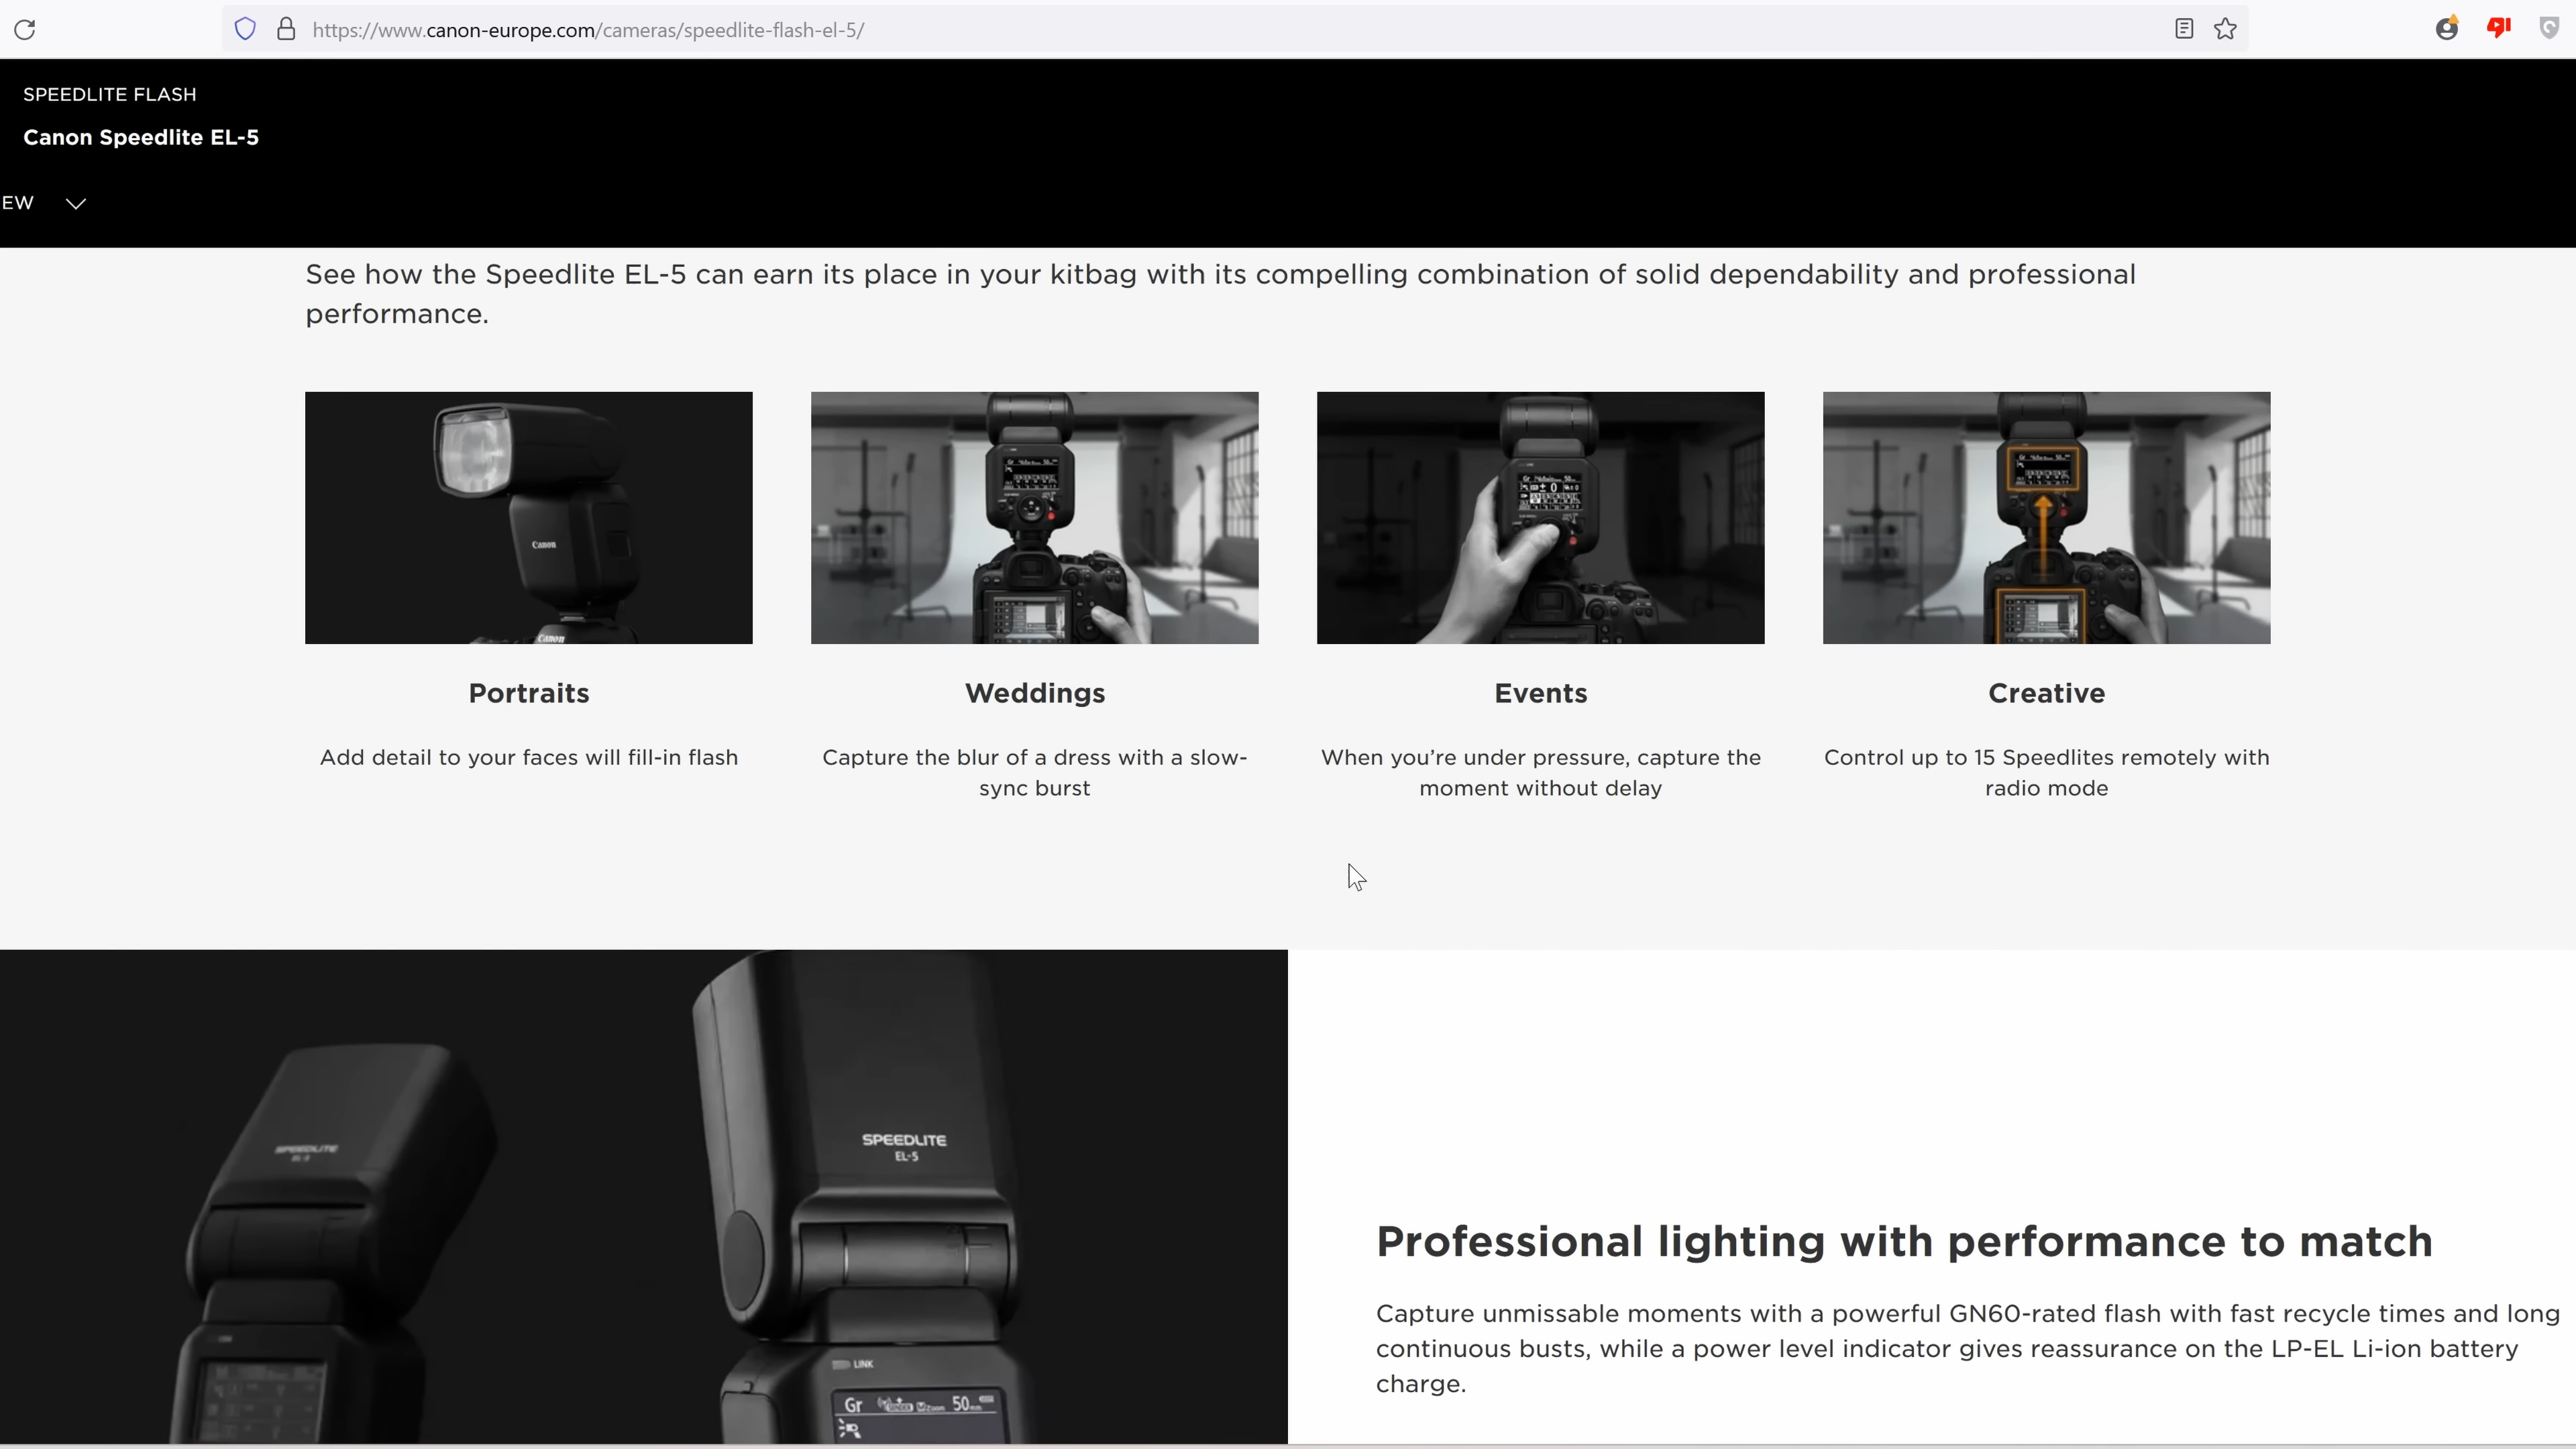 https://www.canon-europe.com/cameras/speedlite-flash-el-5/
SPEEDLITE FLASH
Canon Speedlite EL-5
EW
See how the Speedlite EL-5 can earn its place in your kitbag with its compelling combination of solid dependability and professional
performance.
Canon
Canon
Portraits
Add detail to your faces will fill-in flash
Weddings
Capture the blur of a dress with a slow-
sync burst
Events
When you’re under pressure, capture the
moment without delay
Creative
Control up to 15 Speedlites remotely with
radio mode
SPEEDLITE
SPEEDLITE
EL-5
LINK
Gr
Zoom 50mm
Professional lighting with performance to match
Capture unmissable moments with a powerful GN60-rated flash with fast recycle times and long
continuous busts, while a power level indicator gives reassurance on the LP-EL Li-ion battery
charge.